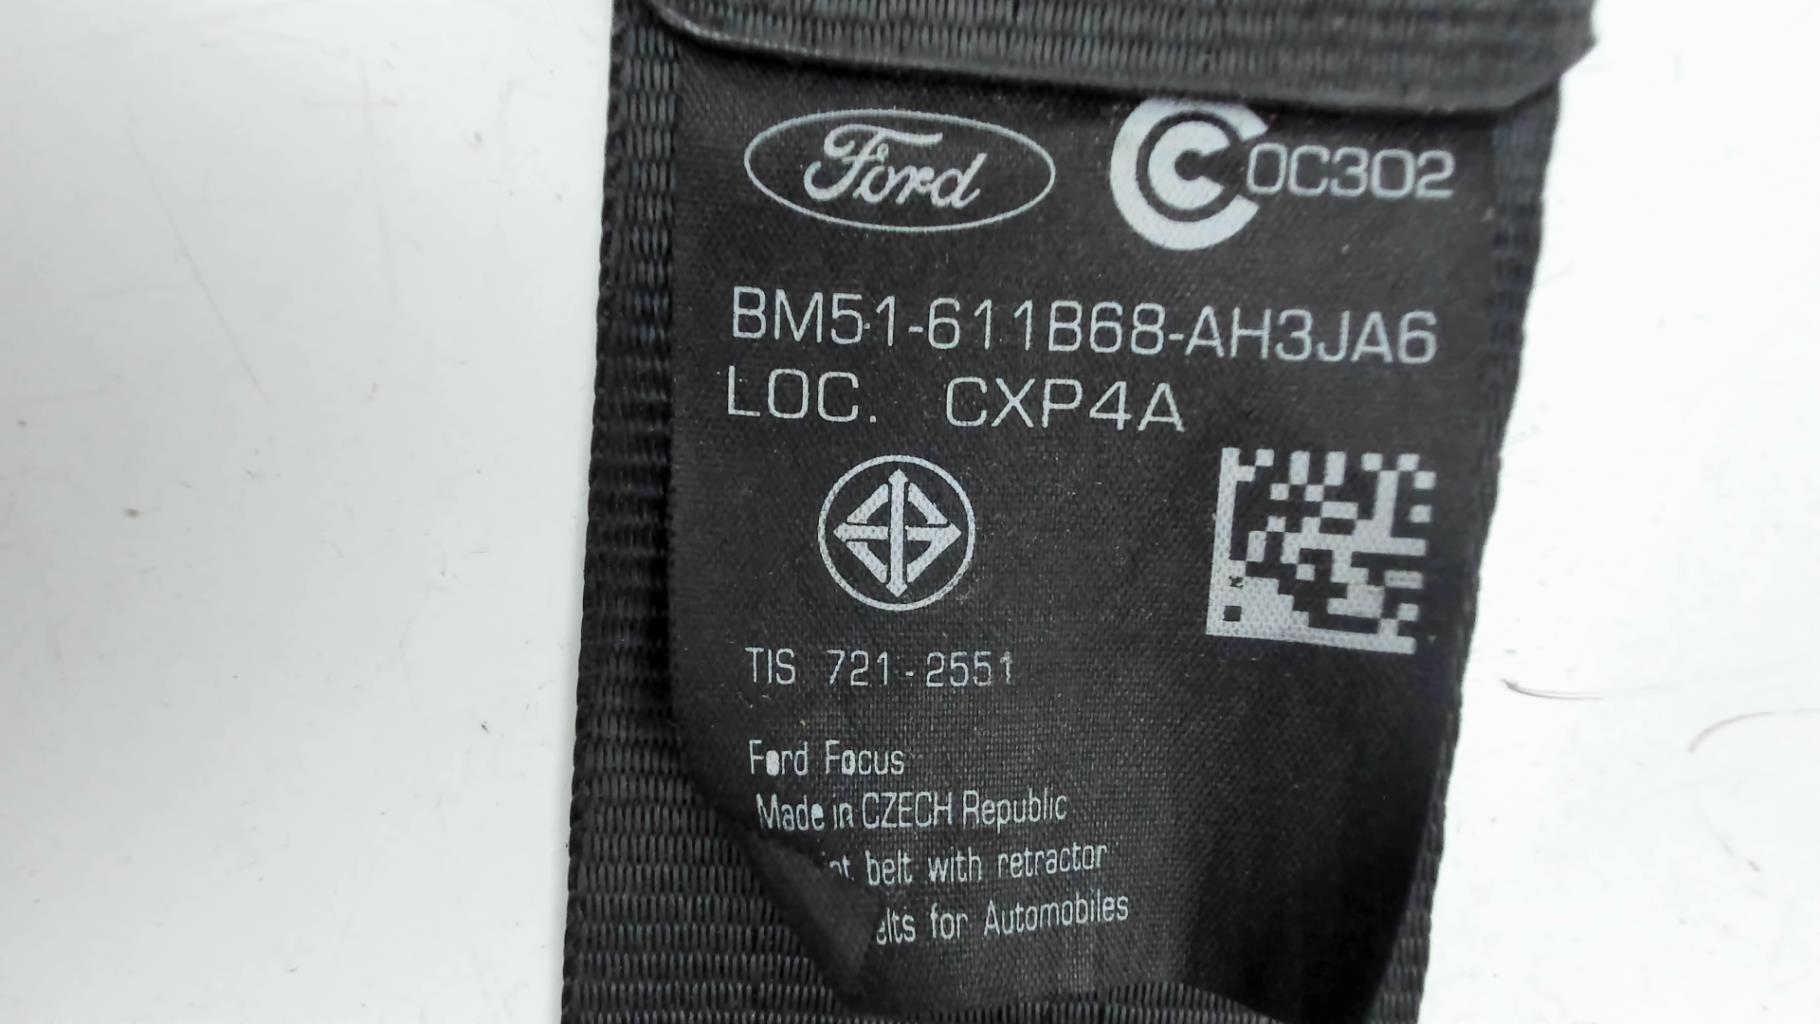 Ford 0C302
BM51-611B68-AH3JA6
LOC. CXP4A
TIS 721-2551
Ford Focus
Made in CZECH Republic
belt with retractor
for Automobiles